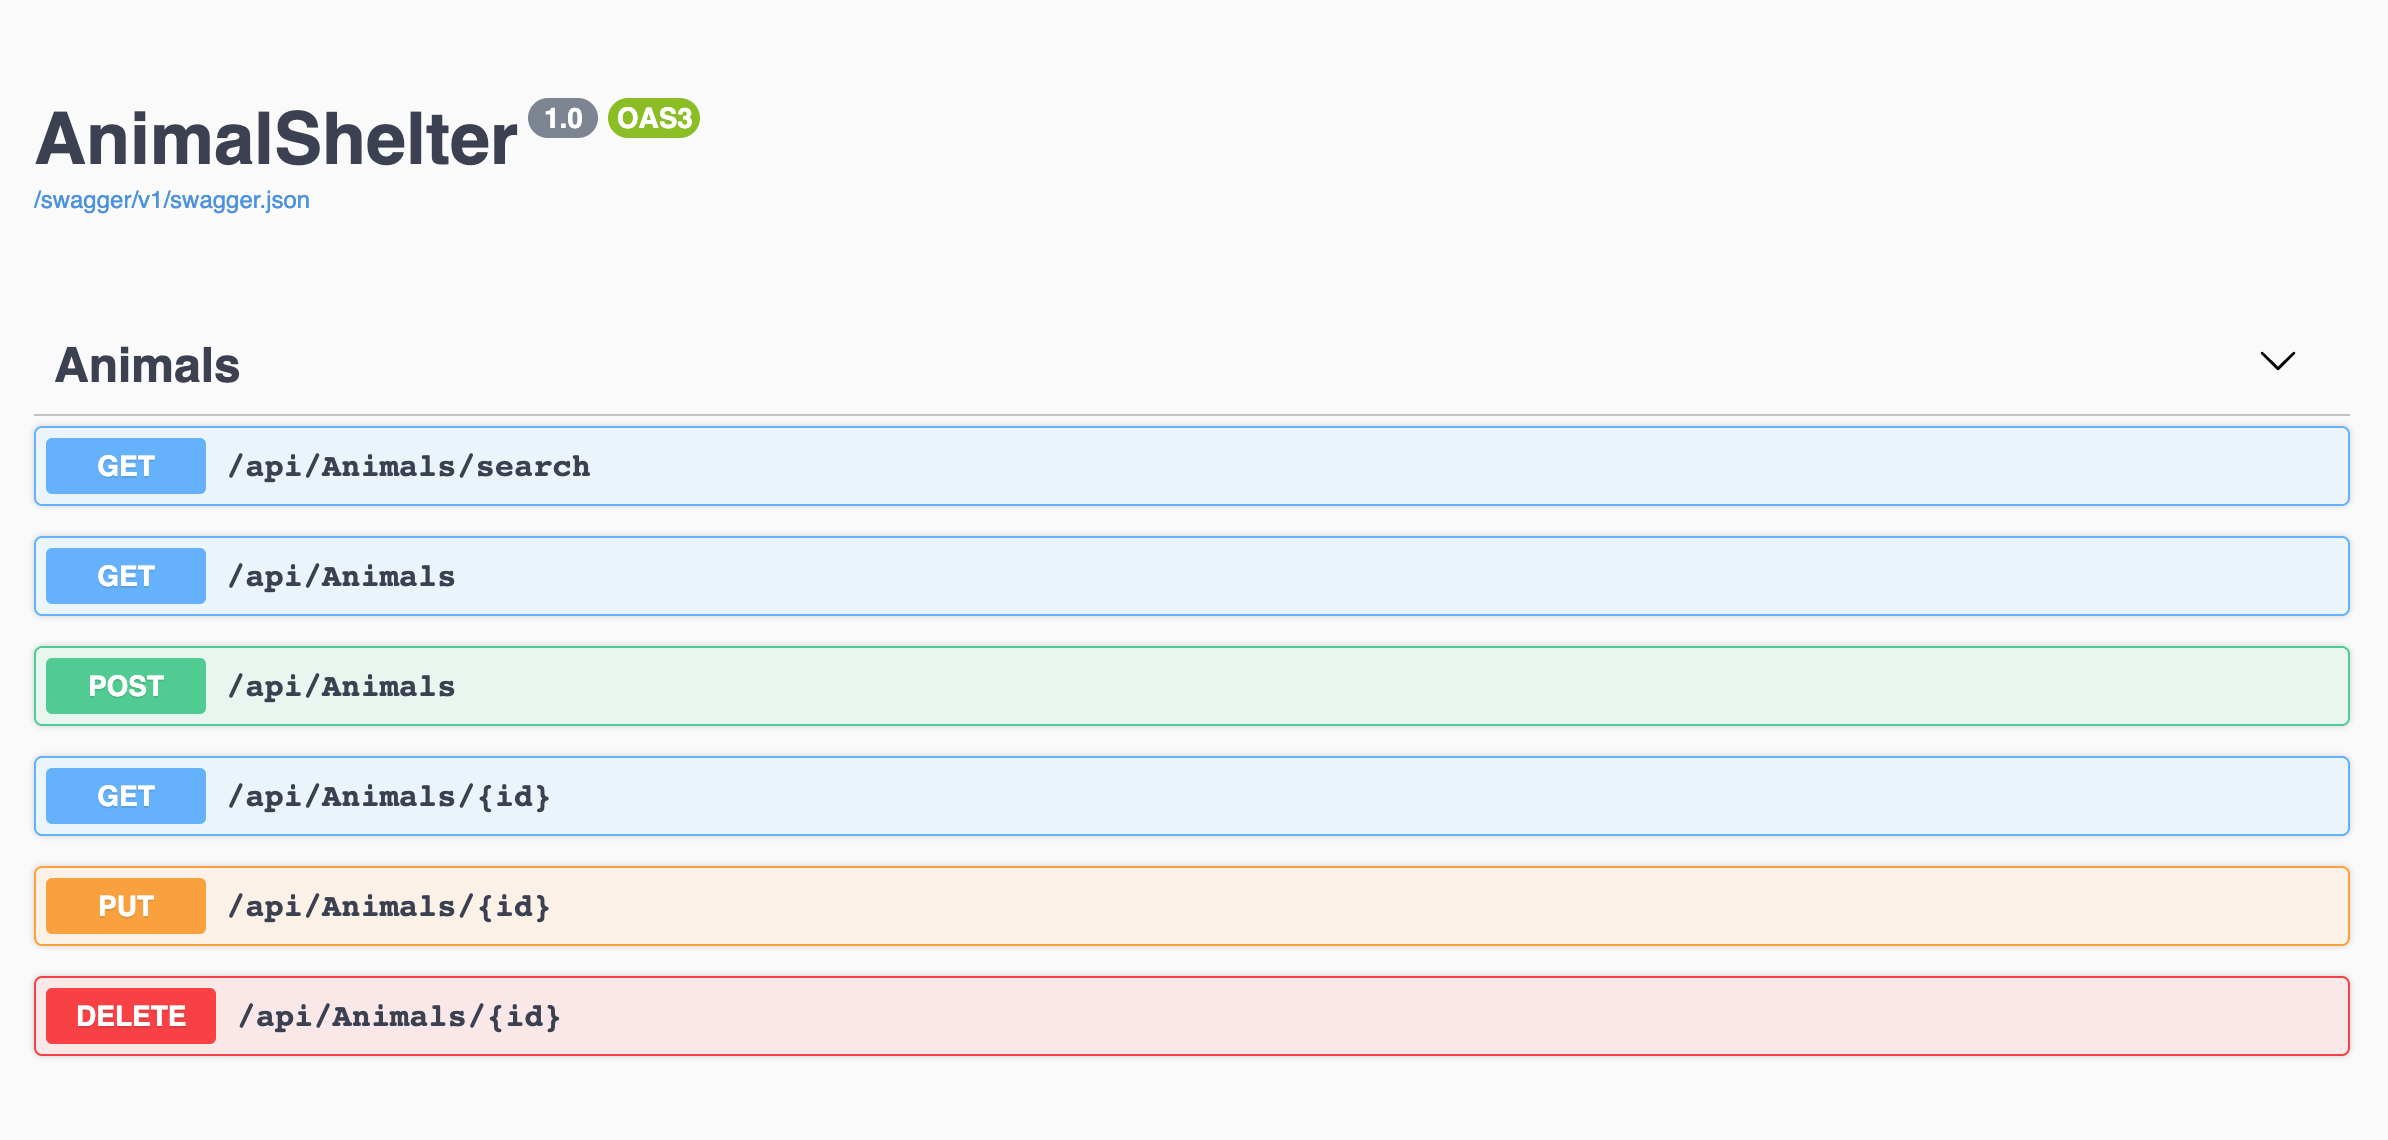 AnimalShelter 1.0 OAS3
/swagger/v1/swagger.json
Animals
GET /api/Animals/search
GET /api/Animals
POST /api/Animals
GET /api/Animals/{id}
PUT /api/Animals/{id}
DELETE /api/Animals/{id}